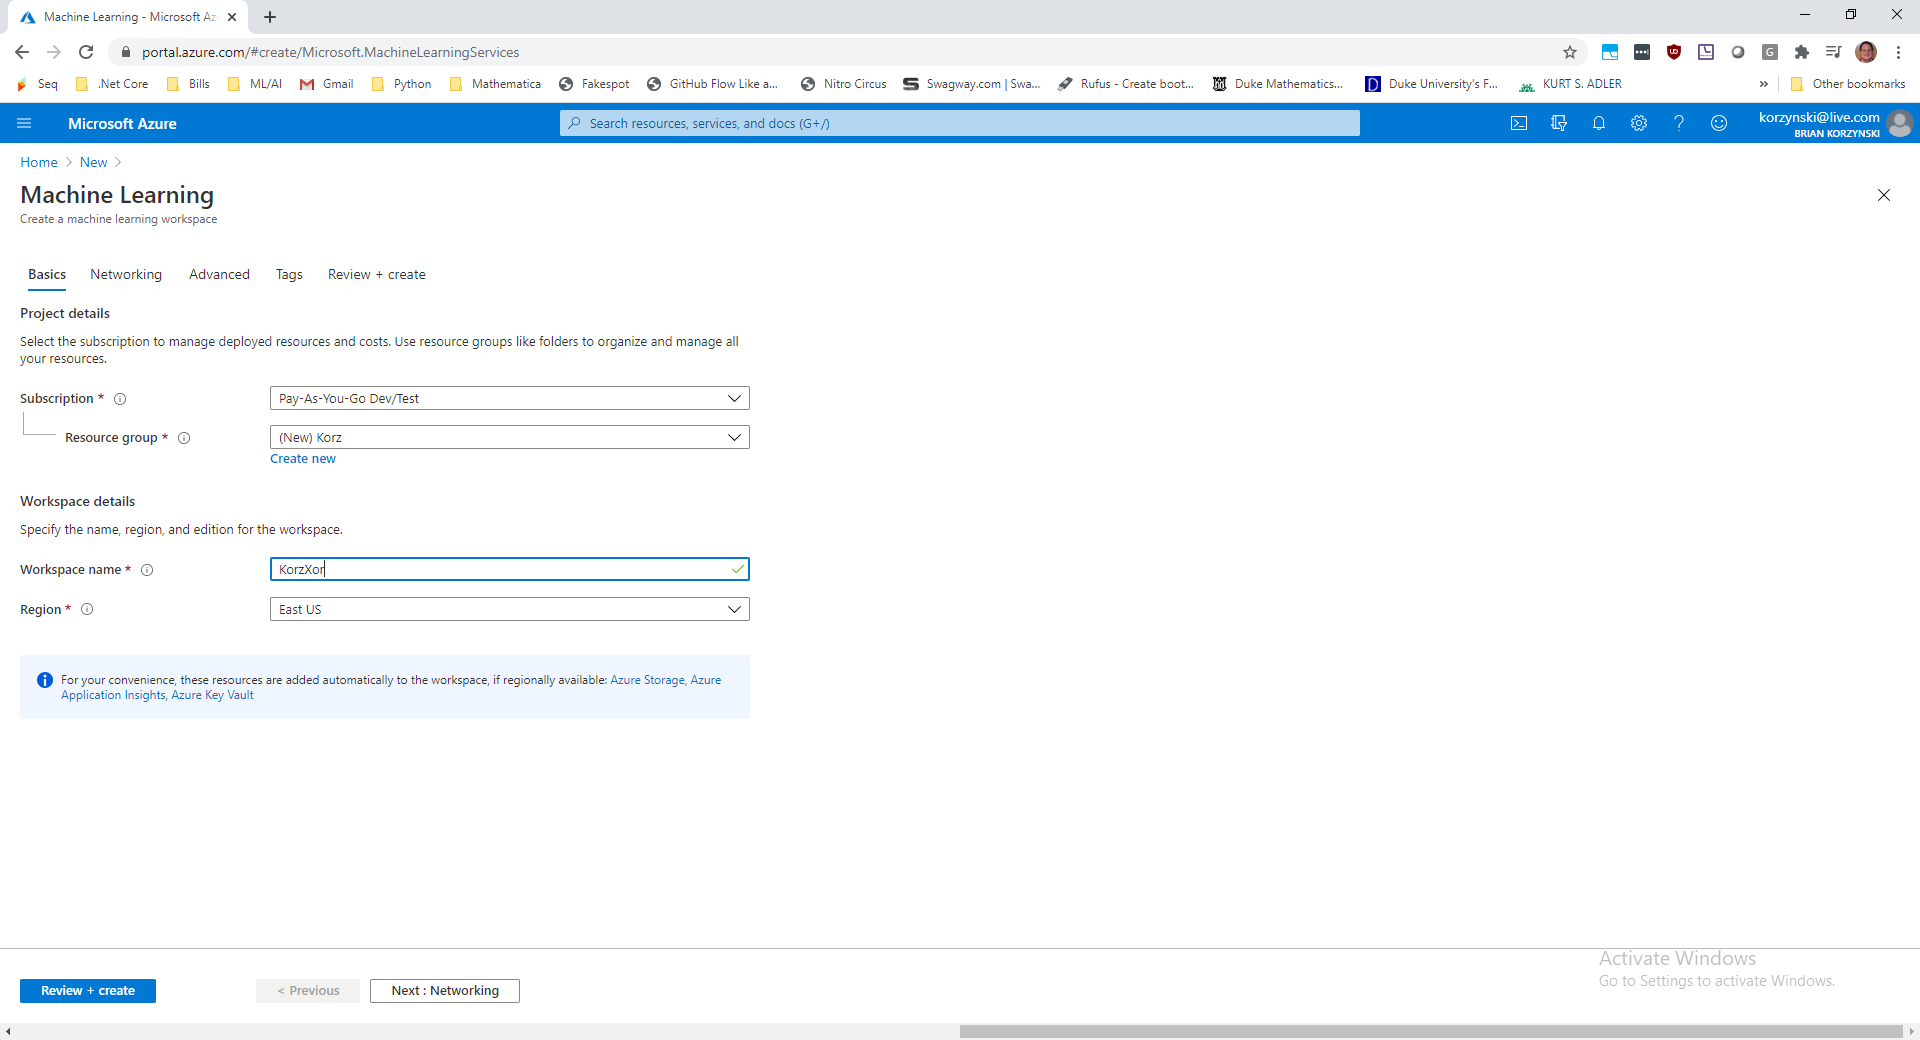 Machine Learning - Microsoft Az
portal.azure.com/#create/Microsoft.MachineLearningServices
Seq .Net Core Bills ML/AI Gmail Python Mathematica Fakespot GitHub Flow Like a... Nitro Circus Swagway.com | Swa... Rufus - Create boot... Duke Mathematics... Duke University's F... KURT S. ADLER » Other bookmarks
Microsoft Azure
Search resources, services, and docs (G+/)
korzynski@live.com
BRIAN KORZYNSKI
Home > New >
Machine Learning
Create a machine learning workspace
Basics Networking Advanced Tags Review + create
Project details
Select the subscription to manage deployed resources and costs. Use resource groups like folders to organize and manage all
your resources.
Subscription * Pay-As-You-Go Dev/Test
Resource group * (New) Korz
Create new
Workspace details
Specify the name, region, and edition for the workspace.
Workspace name * KorzXor
Region * East US
For your convenience, these resources are added automatically to the workspace, if regionally available: Azure Storage, Azure
Application Insights, Azure Key Vault
Activate Windows
Go to Settings to activate Windows.
Review + create < Previous Next : Networking